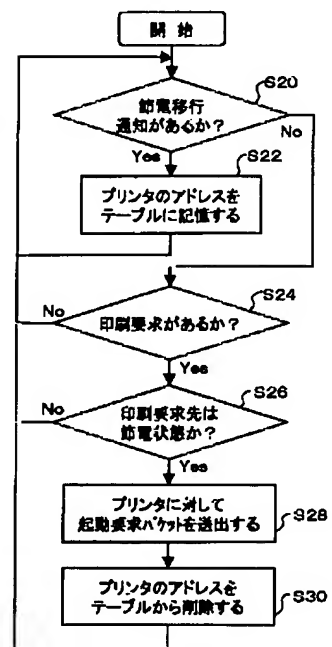 開始
S20
節電移行
通知があるか?
No
Yes
S22
プリンタのアドレスを
テーブルに記憶する
S24
No
印刷要求があるか?
Yes
S26
No
印刷要求先は
節電状態か?
Yes
プリンタに対して
起動要求パケットを送出する
S28
プリンタのアドレスを
テーブルから削除する
S30